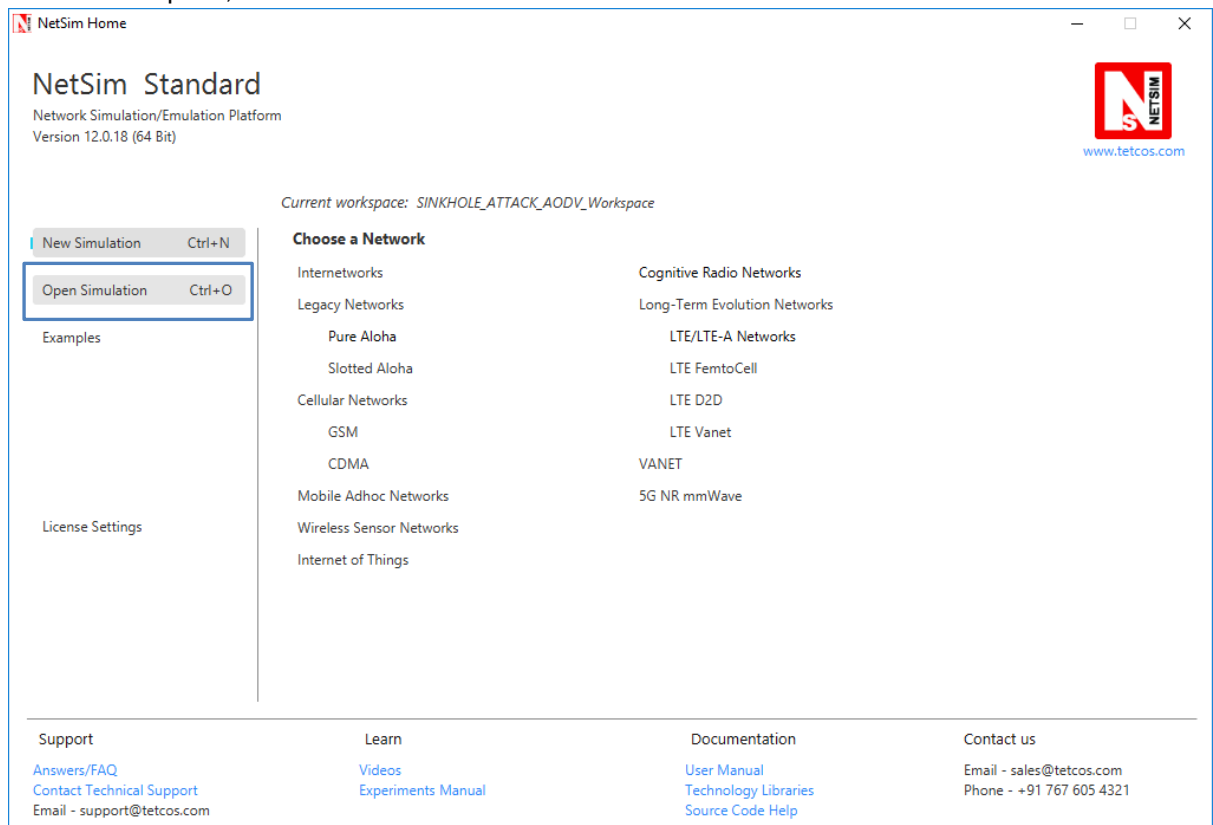 NetSim Home
NetSim Standard
Network Simulation/Emulation Platform
Version 12.0.18 (64 Bit)
NETSIM
NS
www.tetcos.com
Current workspace: SINKHOLE_ATTACK_AODV_Workspace
New Simulation Ctrl+N
Open Simulation Ctrl+O
Examples
License Settings
Choose a Network
Internetworks
Legacy Networks
Pure Aloha
Slotted Aloha
Cellular Networks
GSM
CDMA
Mobile Adhoc Networks
Wireless Sensor Networks
Internet of Things
Cognitive Radio Networks
Long-Term Evolution Networks
LTE/LTE-A Networks
LTE FemtoCell
LTE D2D
LTE Vanet
VANET
5G NR mmWave
Support
Answers/FAQ
Contact Technical Support
Email - support@tetcos.com
Learn
Videos
Experiments Manual
Documentation
User Manual
Technology Libraries
Source Code Help
Contact us
Email - sales@tetcos.com
Phone - +91 767 605 4321